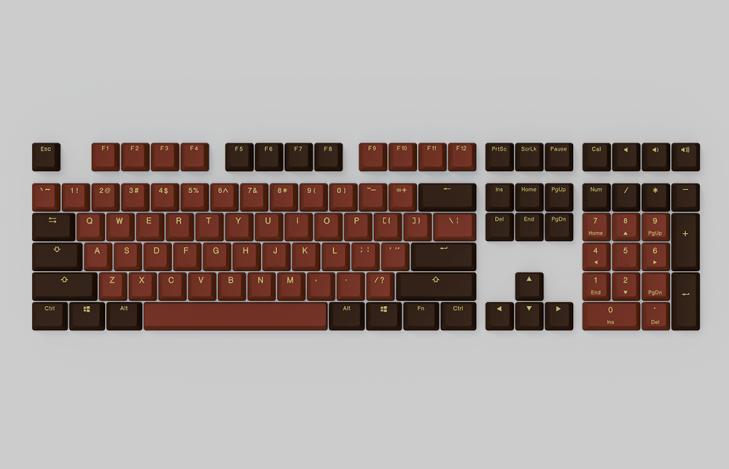 Esc F1 F2 F3 F4 F5 F6 F7 F8 F9 F10 F11 F12 PrtSc ScrLk Pause Cal
1! 2@ 3# 4$ 5% 6^ 7& 8* 9( 0) Ins Home PgUp Num / * −
Q W E R T Y U I O P [{ ]} \| Del End PgDn 7 Home 8 9 PgUp +
A S D F G H J K L ;: '" 4 5 6
Z X C V B N M /? 1 End 2 PgDn
Ctrl Alt Alt Fn Ctrl 0 Ins . Del